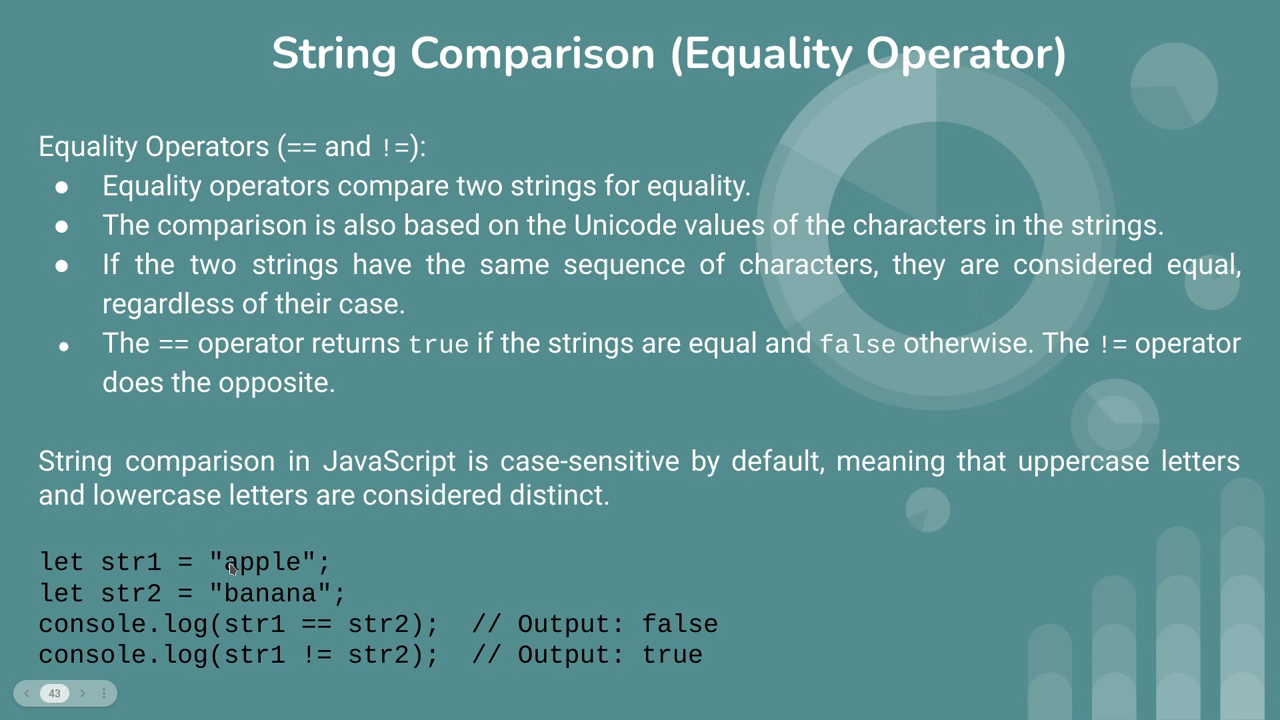 String Comparison (Equality Operator)
Equality Operators (== and !=):
● Equality operators compare two strings for equality.
● The comparison is also based on the Unicode values of the characters in the strings.
● If the two strings have the same sequence of characters, they are considered equal,
regardless of their case.
● The == operator returns true if the strings are equal and false otherwise. The != operator
does the opposite.
String comparison in JavaScript is case-sensitive by default, meaning that uppercase letters
and lowercase letters are considered distinct.
let str1 = "apple";
let str2 = "banana";
console.log(str1 == str2);  // Output: false
console.log(str1 != str2);  // Output: true
43